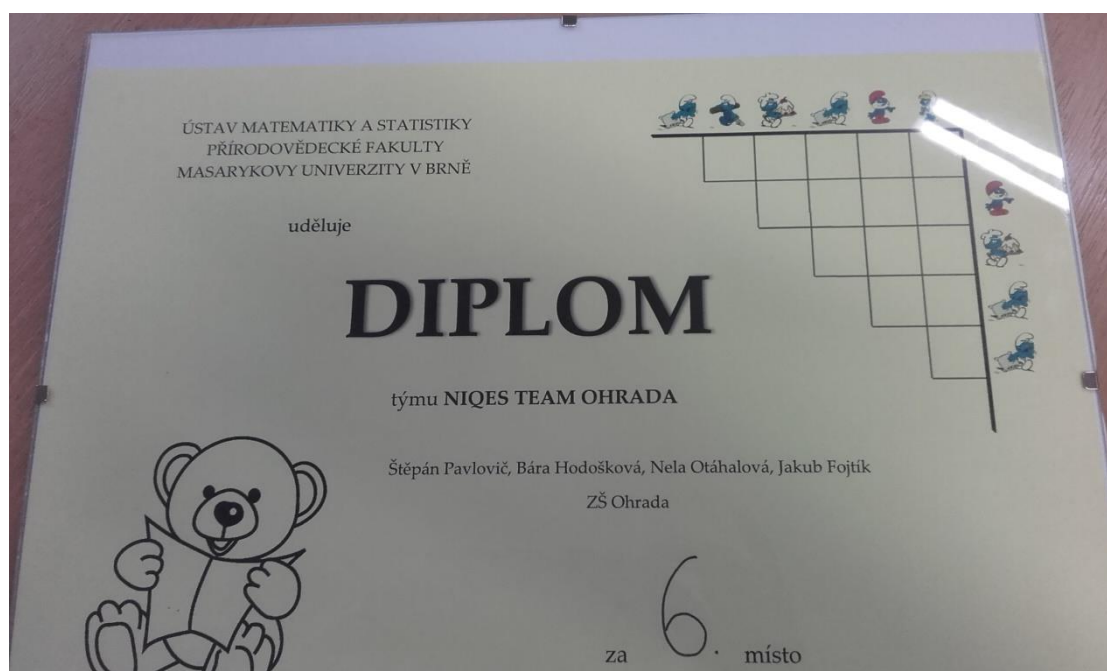 ÚSTAV MATEMATIKY A STATISTIKY
PŘÍRODOVĚDECKÉ FAKULTY
MASARYKOVY UNIVERZITY V BRNĚ
uděluje
DIPLOM
týmu NIQES TEAM OHRADA
Štěpán Pavlovič, Bára Hodošková, Nela Otáhalová, Jakub Fojtík
ZŠ Ohrada
za 6. místo